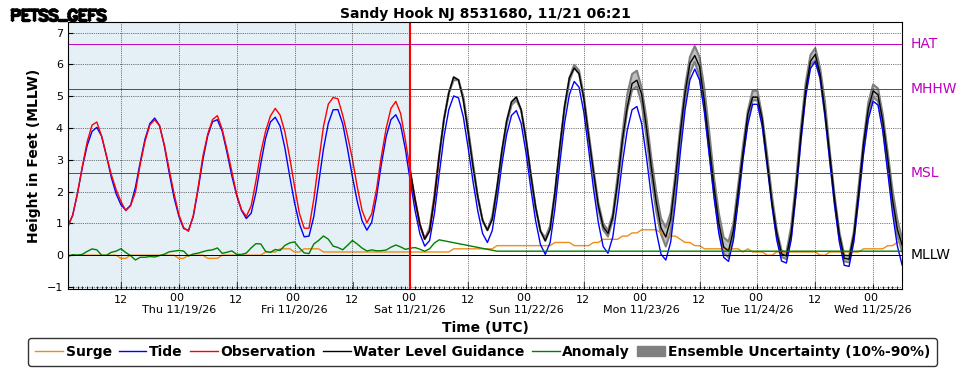 PETSS_GEFS
Sandy Hook NJ 8531680, 11/21 06:21
Height in Feet (MLLW)
7
6
5
4
3
2
1
0
−1
HAT
MHHW
MSL
MLLW
12 00 12 00 12 00 12 00 12 00 12 00 12 00
Thu 11/19/26 Fri 11/20/26 Sat 11/21/26 Sun 11/22/26 Mon 11/23/26 Tue 11/24/26 Wed 11/25/26
Time (UTC)
Surge Tide Observation Water Level Guidance Anomaly Ensemble Uncertainty (10%-90%)